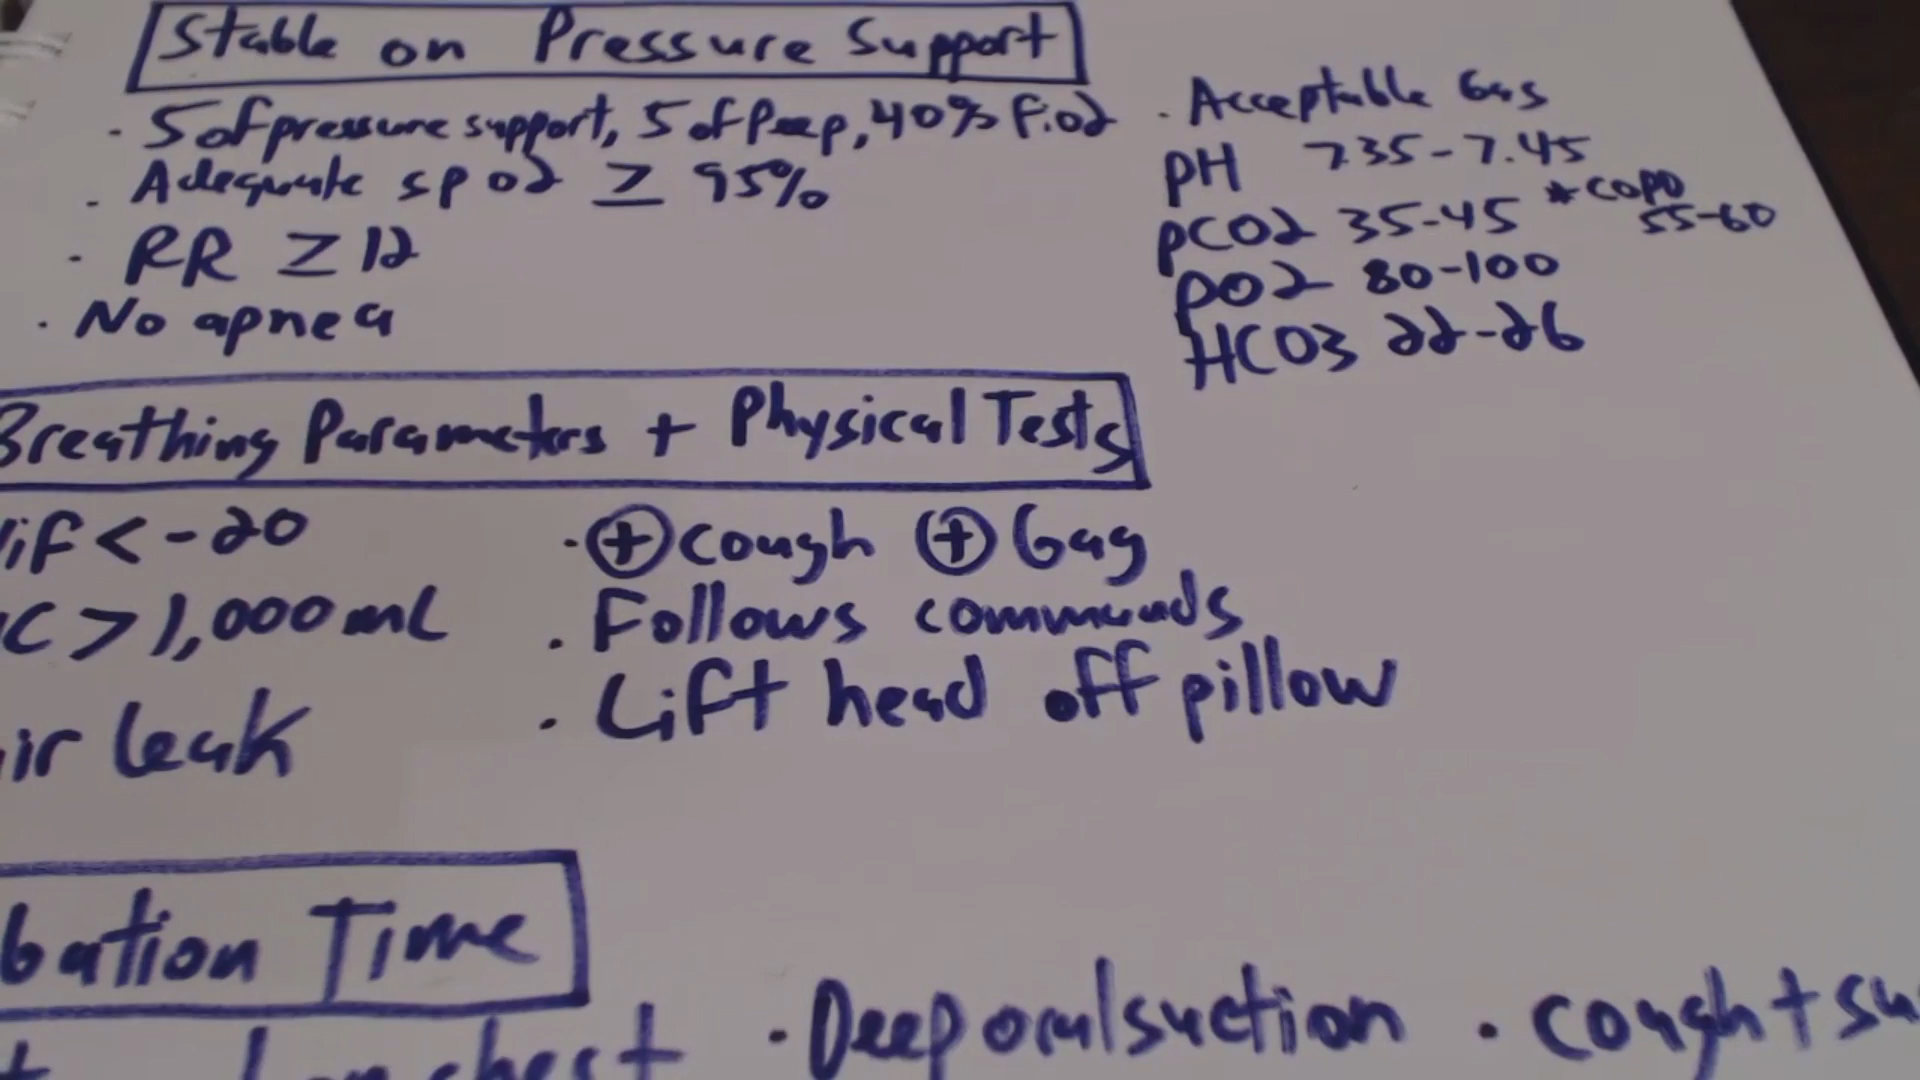 Stable on Pressure Support
· 5 of pressure support, 5 of Peep, 40% Fio2
· Adequate spo2 ≥ 95%
· RR ≥ 12
· No apnea
· Acceptable Gas
pH 7.35-7.45
pCO2 35-45 *COPD 55-60
pO2 80-100
HCO3 22-26
Breathing Parameters + Physical Tests
if < -20
C > 1,000 mL
ir leak
· ⊕ cough ⊕ Gag
· Follows commands
· Lift head off pillow
bation Time
chest
· Deep oral suction
· cough + su